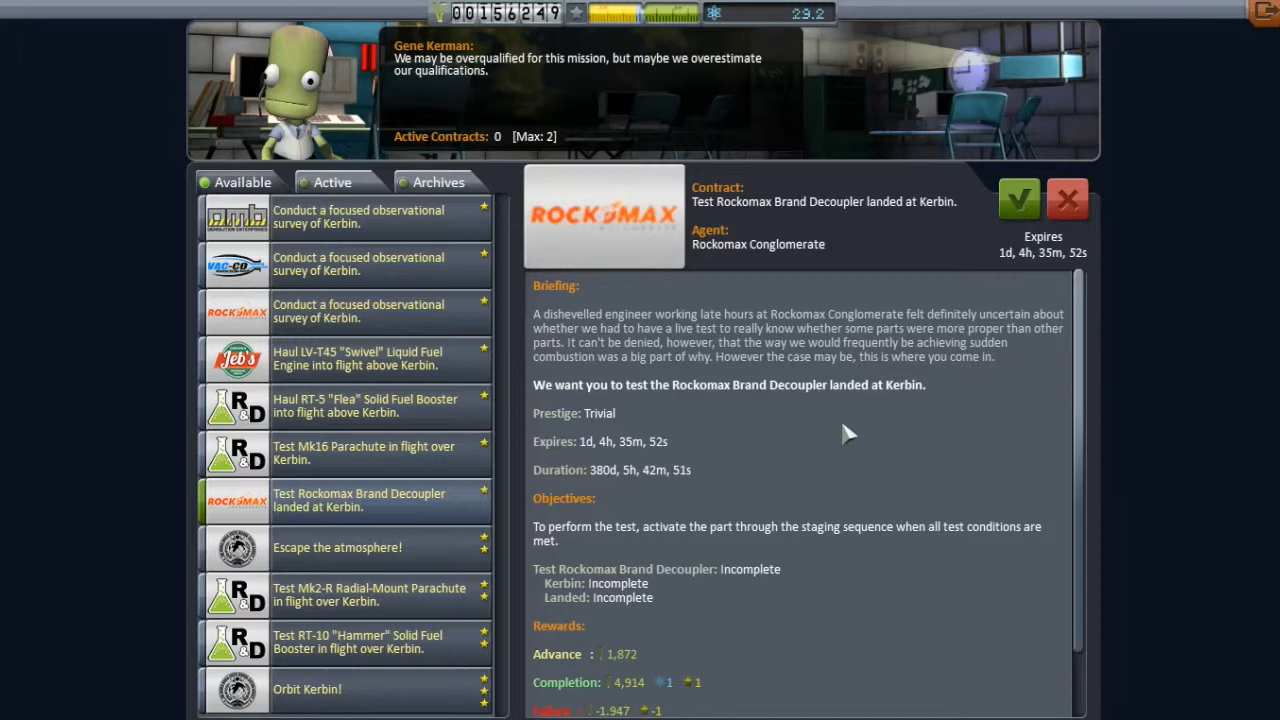 00156249
29.2
Gene Kerman:
We may be overqualified for this mission, but maybe we overestimate
our qualifications.
Active Contracts: 0 [Max: 2]
Available
Active
Archives
DEMOLITION ENTERPRISES
Conduct a focused observational
survey of Kerbin.
VAC-CO
Conduct a focused observational
survey of Kerbin.
ROCKOMAX
Conduct a focused observational
survey of Kerbin.
Jeb's
Haul LV-T45 "Swivel" Liquid Fuel
Engine into flight above Kerbin.
R&D
Haul RT-5 "Flea" Solid Fuel Booster
into flight above Kerbin.
R&D
Test Mk16 Parachute in flight over
Kerbin.
ROCKOMAX
Test Rockomax Brand Decoupler
landed at Kerbin.
Escape the atmosphere!
R&D
Test Mk2-R Radial-Mount Parachute
in flight over Kerbin.
R&D
Test RT-10 "Hammer" Solid Fuel
Booster in flight over Kerbin.
Orbit Kerbin!
ROCKOMAX
Contract:
Test Rockomax Brand Decoupler landed at Kerbin.
Agent:
Rockomax Conglomerate
Expires
1d, 4h, 35m, 52s
Briefing:
A dishevelled engineer working late hours at Rockomax Conglomerate felt definitely uncertain about
whether we had to have a live test to really know whether some parts were more proper than other
parts. It can't be denied, however, that the way we would frequently be achieving sudden
combustion was a big part of why. However the case may be, this is where you come in.
We want you to test the Rockomax Brand Decoupler landed at Kerbin.
Prestige: Trivial
Expires: 1d, 4h, 35m, 52s
Duration: 380d, 5h, 42m, 51s
Objectives:
To perform the test, activate the part through the staging sequence when all test conditions are
met.
Test Rockomax Brand Decoupler: Incomplete
Kerbin: Incomplete
Landed: Incomplete
Rewards:
Advance : 1,872
Completion: 4,914 1 1
Failure : -1.947 -1